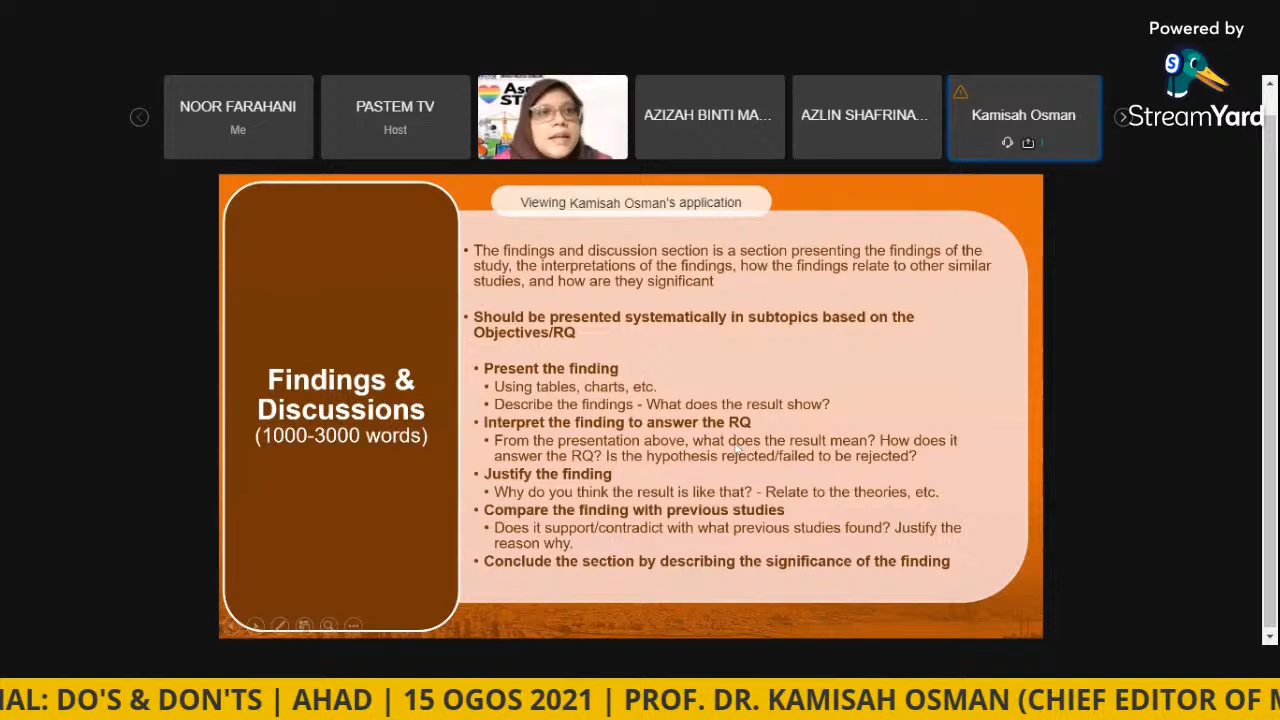 Powered by
StreamYard
NOOR FARAHANI
Me
PASTEM TV
Host
AZIZAH BINTI MA...
AZLIN SHAFRINA...
Kamisah Osman
Viewing Kamisah Osman's application
Findings &
Discussions
(1000-3000 words)
• The findings and discussion section is a section presenting the findings of the
study, the interpretations of the findings, how the findings relate to other similar
studies, and how are they significant
• Should be presented systematically in subtopics based on the
Objectives/RQ
• Present the finding
• Using tables, charts, etc.
• Describe the findings - What does the result show?
• Interpret the finding to answer the RQ
• From the presentation above, what does the result mean? How does it
answer the RQ? Is the hypothesis rejected/failed to be rejected?
• Justify the finding
• Why do you think the result is like that? - Relate to the theories, etc.
• Compare the finding with previous studies
• Does it support/contradict with what previous studies found? Justify the
reason why.
• Conclude the section by describing the significance of the finding
NAL: DO'S & DON'TS | AHAD | 15 OGOS 2021 | PROF. DR. KAMISAH OSMAN (CHIEF EDITOR OF